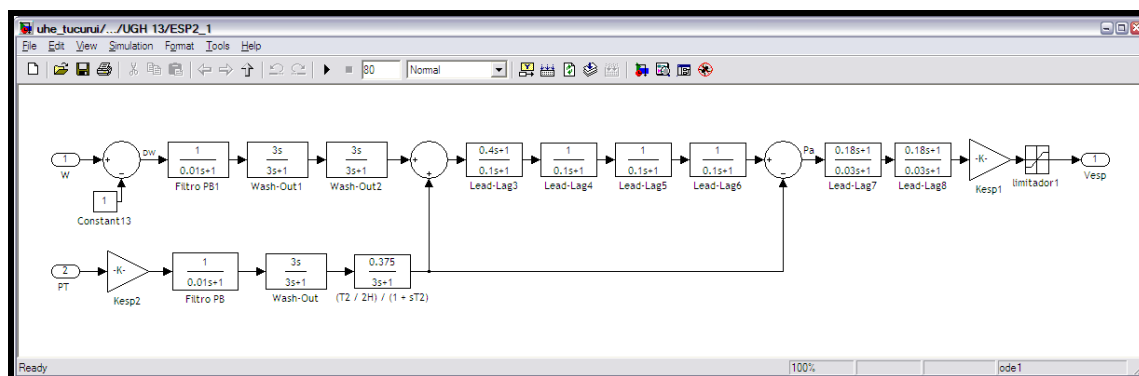 uhe_tucurui/.../UGH 13/ESP2_1
File Edit View Simulation Format Tools Help
80 Normal
1
W
+
−
DW
1
0.01s+1
Filtro PB1
3s
3s+1
Wash-Out1
3s
3s+1
Wash-Out2
+
+
0.4s+1
0.1s+1
Lead-Lag3
1
0.1s+1
Lead-Lag4
1
0.1s+1
Lead-Lag5
1
0.1s+1
Lead-Lag6
+
−
Pa
0.18s+1
0.03s+1
Lead-Lag7
0.18s+1
0.03s+1
Lead-Lag8
-K-
Kesp1
limitador1
1
Vesp
1
Constant13
2
PT
-K-
Kesp2
1
0.01s+1
Filtro PB
3s
3s+1
Wash-Out
0.375
3s+1
(T2 / 2H) / (1 + sT2)
Ready 100% ode1